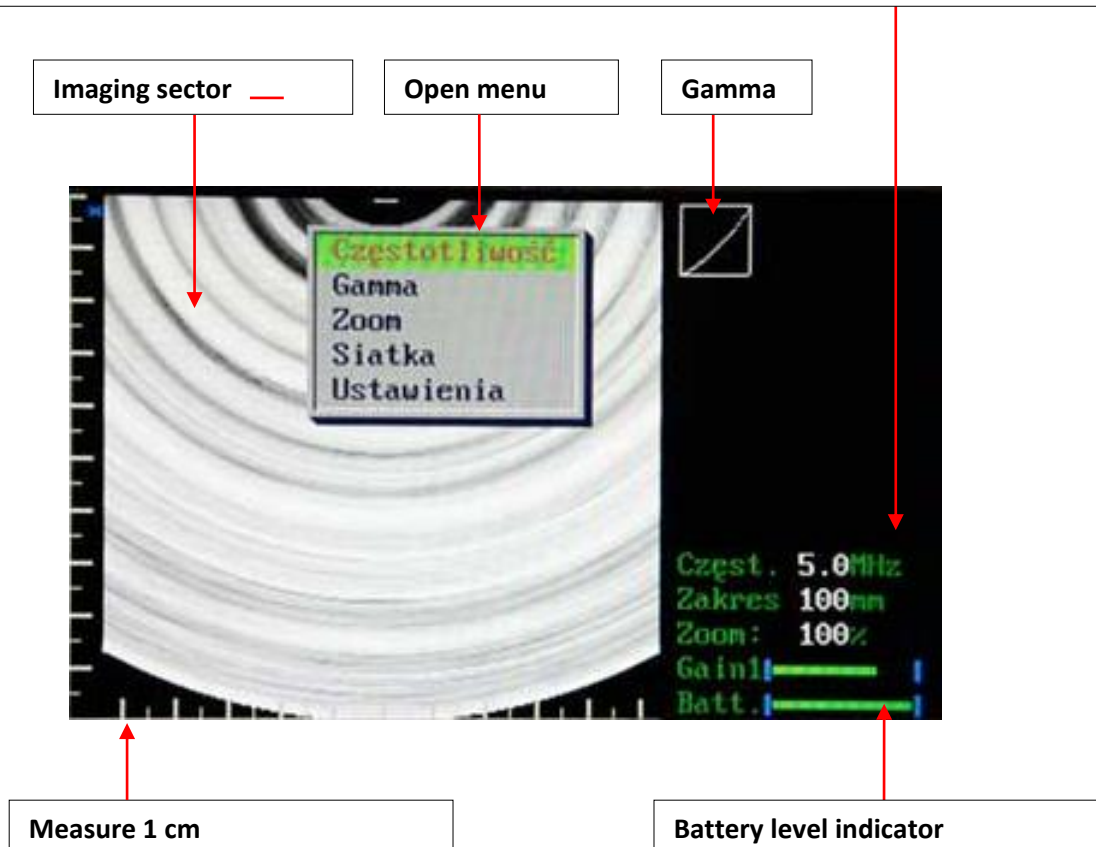 Imaging sector
Open menu
Gamma
Częstotliwość
Gamma
Zoom
Siatka
Ustawienia
Częst. 5.0MHz
Zakres 100mm
Zoom: 100%
Gain1
Batt.
Measure 1 cm
Battery level indicator